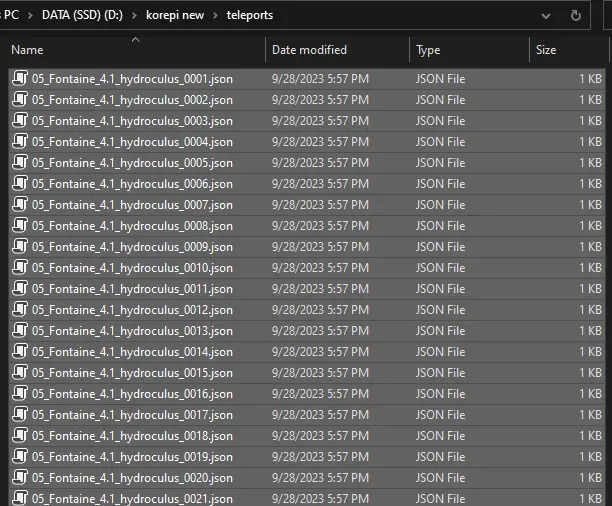 s PC > DATA (SSD) (D:) > korepi new > teleports
Name Date modified Type Size
05_Fontaine_4.1_hydroculus_0001.json 9/28/2023 5:57 PM JSON File 1 KB
05_Fontaine_4.1_hydroculus_0002.json 9/28/2023 5:57 PM JSON File 1 KB
05_Fontaine_4.1_hydroculus_0003.json 9/28/2023 5:57 PM JSON File 1 KB
05_Fontaine_4.1_hydroculus_0004.json 9/28/2023 5:57 PM JSON File 1 KB
05_Fontaine_4.1_hydroculus_0005.json 9/28/2023 5:57 PM JSON File 1 KB
05_Fontaine_4.1_hydroculus_0006.json 9/28/2023 5:57 PM JSON File 1 KB
05_Fontaine_4.1_hydroculus_0007.json 9/28/2023 5:57 PM JSON File 1 KB
05_Fontaine_4.1_hydroculus_0008.json 9/28/2023 5:57 PM JSON File 1 KB
05_Fontaine_4.1_hydroculus_0009.json 9/28/2023 5:57 PM JSON File 1 KB
05_Fontaine_4.1_hydroculus_0010.json 9/28/2023 5:57 PM JSON File 1 KB
05_Fontaine_4.1_hydroculus_0011.json 9/28/2023 5:57 PM JSON File 1 KB
05_Fontaine_4.1_hydroculus_0012.json 9/28/2023 5:57 PM JSON File 1 KB
05_Fontaine_4.1_hydroculus_0013.json 9/28/2023 5:57 PM JSON File 1 KB
05_Fontaine_4.1_hydroculus_0014.json 9/28/2023 5:57 PM JSON File 1 KB
05_Fontaine_4.1_hydroculus_0015.json 9/28/2023 5:57 PM JSON File 1 KB
05_Fontaine_4.1_hydroculus_0016.json 9/28/2023 5:57 PM JSON File 1 KB
05_Fontaine_4.1_hydroculus_0017.json 9/28/2023 5:57 PM JSON File 1 KB
05_Fontaine_4.1_hydroculus_0018.json 9/28/2023 5:57 PM JSON File 1 KB
05_Fontaine_4.1_hydroculus_0019.json 9/28/2023 5:57 PM JSON File 1 KB
05_Fontaine_4.1_hydroculus_0020.json 9/28/2023 5:57 PM JSON File 1 KB
05_Fontaine_4.1_hydroculus_0021.json 9/28/2023 5:57 PM JSON File 1 KB